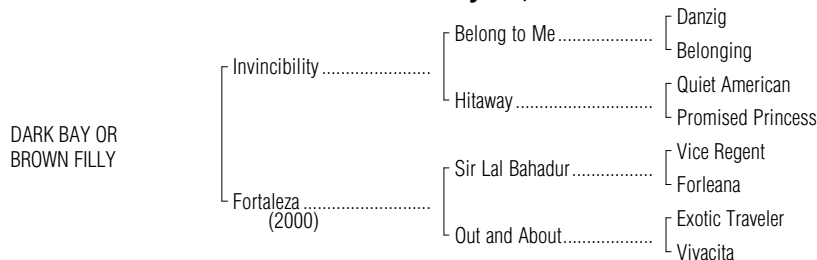 Danzig
Belong to Me
Belonging
Invincibility
Quiet American
Hitaway
Promised Princess
DARK BAY OR
BROWN FILLY
Vice Regent
Sir Lal Bahadur
Forleana
Fortaleza
(2000)
Exotic Traveler
Out and About
Vivacita